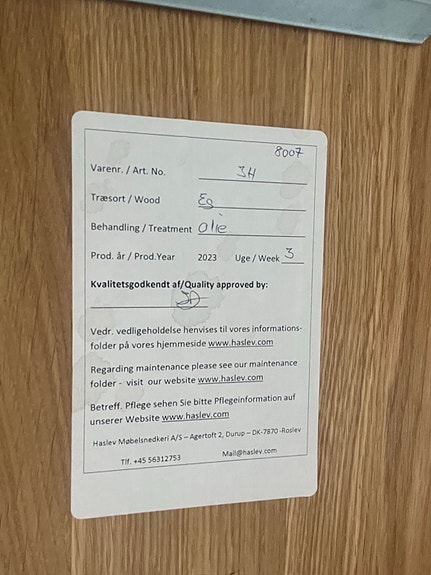 8007
Varenr. / Art. No. JH
Træsort / Wood Eg
Behandling / Treatment Olie
Prod. år / Prod.Year 2023 Uge / Week 3
Kvalitetsgodkendt af/Quality approved by:
Vedr. vedligeholdelse henvises til vores informations-
folder på vores hjemmeside www.haslev.com
Regarding maintenance please see our maintenance
folder - visit our website www.haslev.com
Betreff. Pflege sehen Sie bitte Pflegeinformation auf
unserer Website www.haslev.com
Haslev Møbelsnedkeri A/S – Agertoft 2, Durup – DK-7870 -Roslev
Tlf. +45 56312753 Mail@haslev.com